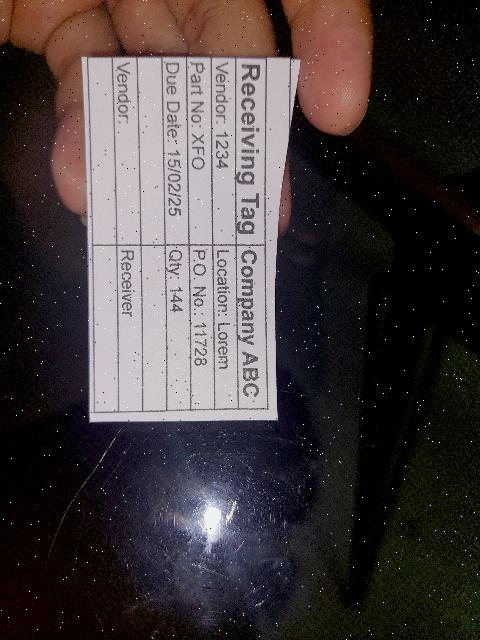 Receiving Tag Company ABC
Vendor: 1234 Location: Lorem
Part No: XFO P.O. No.: 11728
Due Date: 15/02/25 Qty: 144
Vendor: Receiver